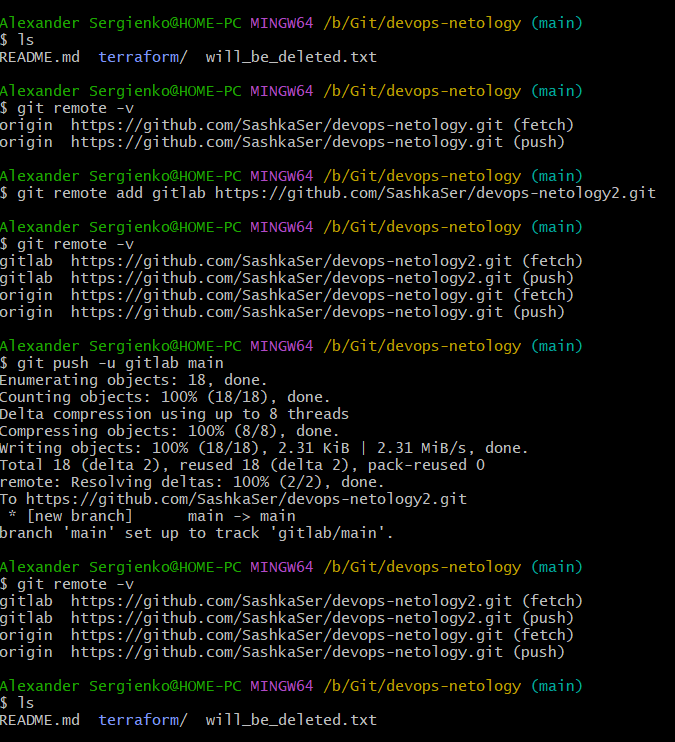 Alexander Sergienko@HOME-PC MINGW64 /b/Git/devops-netology (main)
$ ls
README.md  terraform/  will_be_deleted.txt
Alexander Sergienko@HOME-PC MINGW64 /b/Git/devops-netology (main)
$ git remote -v
origin  https://github.com/SashkaSer/devops-netology.git (fetch)
origin  https://github.com/SashkaSer/devops-netology.git (push)
Alexander Sergienko@HOME-PC MINGW64 /b/Git/devops-netology (main)
$ git remote add gitlab https://github.com/SashkaSer/devops-netology2.git
Alexander Sergienko@HOME-PC MINGW64 /b/Git/devops-netology (main)
$ git remote -v
gitlab  https://github.com/SashkaSer/devops-netology2.git (fetch)
gitlab  https://github.com/SashkaSer/devops-netology2.git (push)
origin  https://github.com/SashkaSer/devops-netology.git (fetch)
origin  https://github.com/SashkaSer/devops-netology.git (push)
Alexander Sergienko@HOME-PC MINGW64 /b/Git/devops-netology (main)
$ git push -u gitlab main
Enumerating objects: 18, done.
Counting objects: 100% (18/18), done.
Delta compression using up to 8 threads
Compressing objects: 100% (8/8), done.
Writing objects: 100% (18/18), 2.31 KiB | 2.31 MiB/s, done.
Total 18 (delta 2), reused 18 (delta 2), pack-reused 0
remote: Resolving deltas: 100% (2/2), done.
To https://github.com/SashkaSer/devops-netology2.git
 * [new branch]      main -> main
branch 'main' set up to track 'gitlab/main'.
Alexander Sergienko@HOME-PC MINGW64 /b/Git/devops-netology (main)
$ git remote -v
gitlab  https://github.com/SashkaSer/devops-netology2.git (fetch)
gitlab  https://github.com/SashkaSer/devops-netology2.git (push)
origin  https://github.com/SashkaSer/devops-netology.git (fetch)
origin  https://github.com/SashkaSer/devops-netology.git (push)
Alexander Sergienko@HOME-PC MINGW64 /b/Git/devops-netology (main)
$ ls
README.md  terraform/  will_be_deleted.txt